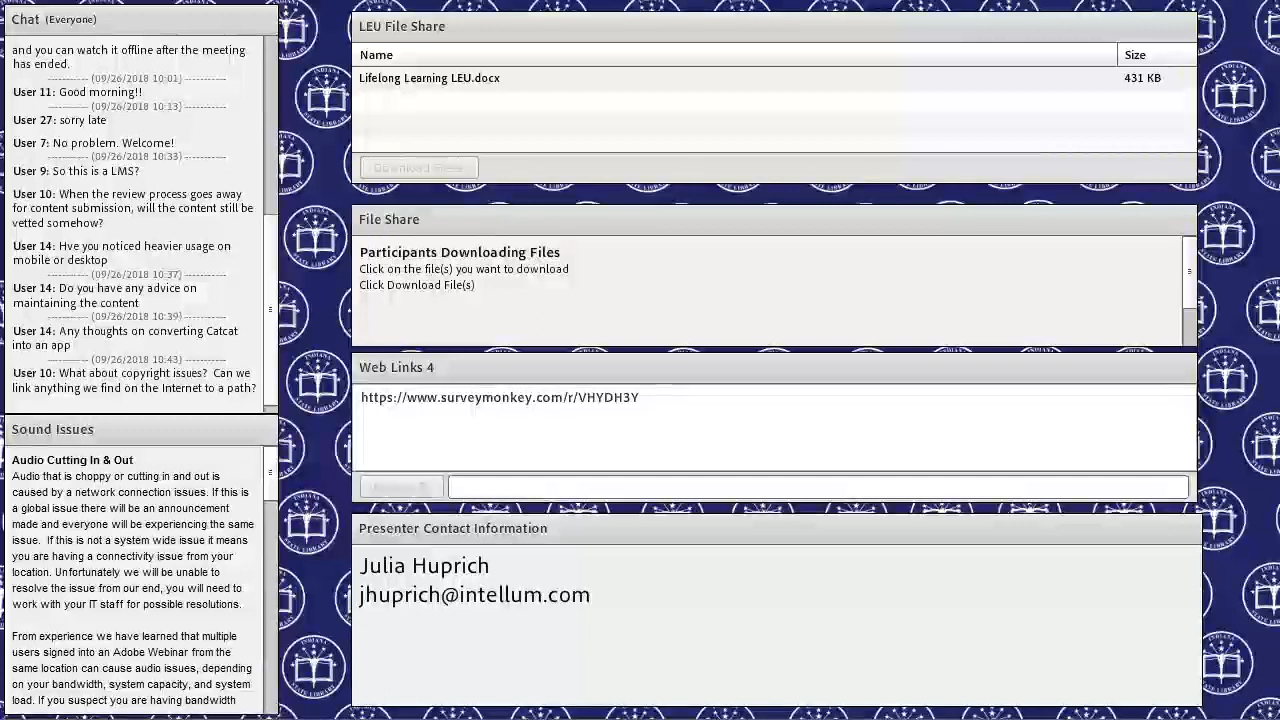 Chat (Everyone)
and you can watch it offline after the meeting
has ended.
---------- (09/26/2018 10:01) ----------
User 11: Good morning!!
---------- (09/26/2018 10:13) ----------
User 27: sorry late
User 7: No problem. Welcome!
---------- (09/26/2018 10:33) ----------
User 9: So this is a LMS?
User 10: When the review process goes away
for content submission, will the content still be
vetted somehow?
User 14: Hve you noticed heavier usage on
mobile or desktop
---------- (09/26/2018 10:37) ----------
User 14: Do you have any advice on
maintaining the content
---------- (09/26/2018 10:39) ----------
User 14: Any thoughts on converting Catcat
into an app
---------- (09/26/2018 10:43) ----------
User 10: What about copyright issues?  Can we
link anything we find on the Internet to a path?
Sound Issues
Audio Cutting In & Out
Audio that is choppy or cutting in and out is
caused by a network connection issues. If this is
a global issue there will be an announcement
made and everyone will be experiencing the same
issue.  If this is not a system wide issue it means
you are having a connectivity issue from your
location. Unfortunately we will be unable to
resolve the issue from our end, you will need to
work with your IT staff for possible resolutions.
From experience we have learned that multiple
users signed into an Adobe Webinar from the
same location can cause audio issues, depending
on your bandwidth, system capacity, and system
load. If you suspect you are having bandwidth
LEU File Share
Name Size
Lifelong Learning LEU.docx 431 KB
Download File(s)
File Share
Participants Downloading Files
Click on the file(s) you want to download
Click Download File(s)
Web Links 4
https://www.surveymonkey.com/r/VHYDH3Y
Presenter Contact Information
Julia Huprich
jhuprich@intellum.com
INDIANA
STATE LIBRARY